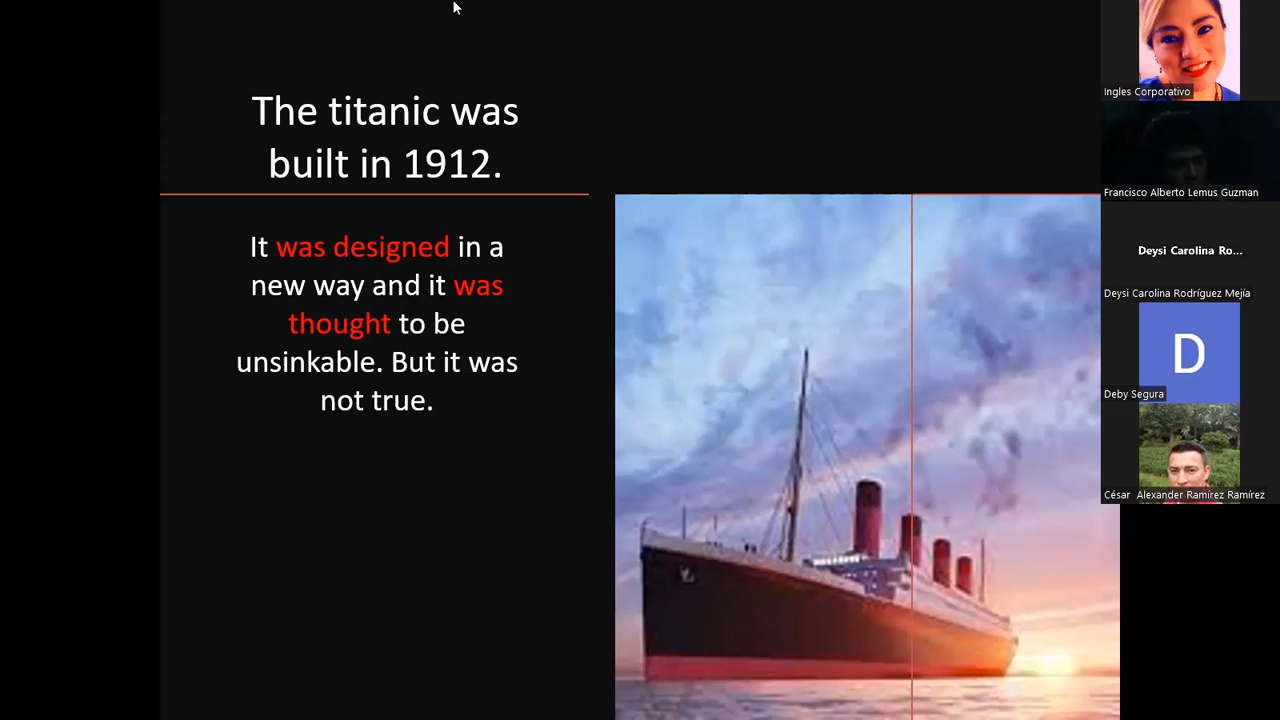 The titanic was
built in 1912.
It was designed in a
new way and it was
thought to be
unsinkable. But it was
not true.
Ingles Corporativo
Francisco Alberto Lemus Guzman
Deysi Carolina Ro...
Deysi Carolina Rodríguez Mejía
D
Deby Segura
César Alexander Ramírez Ramírez